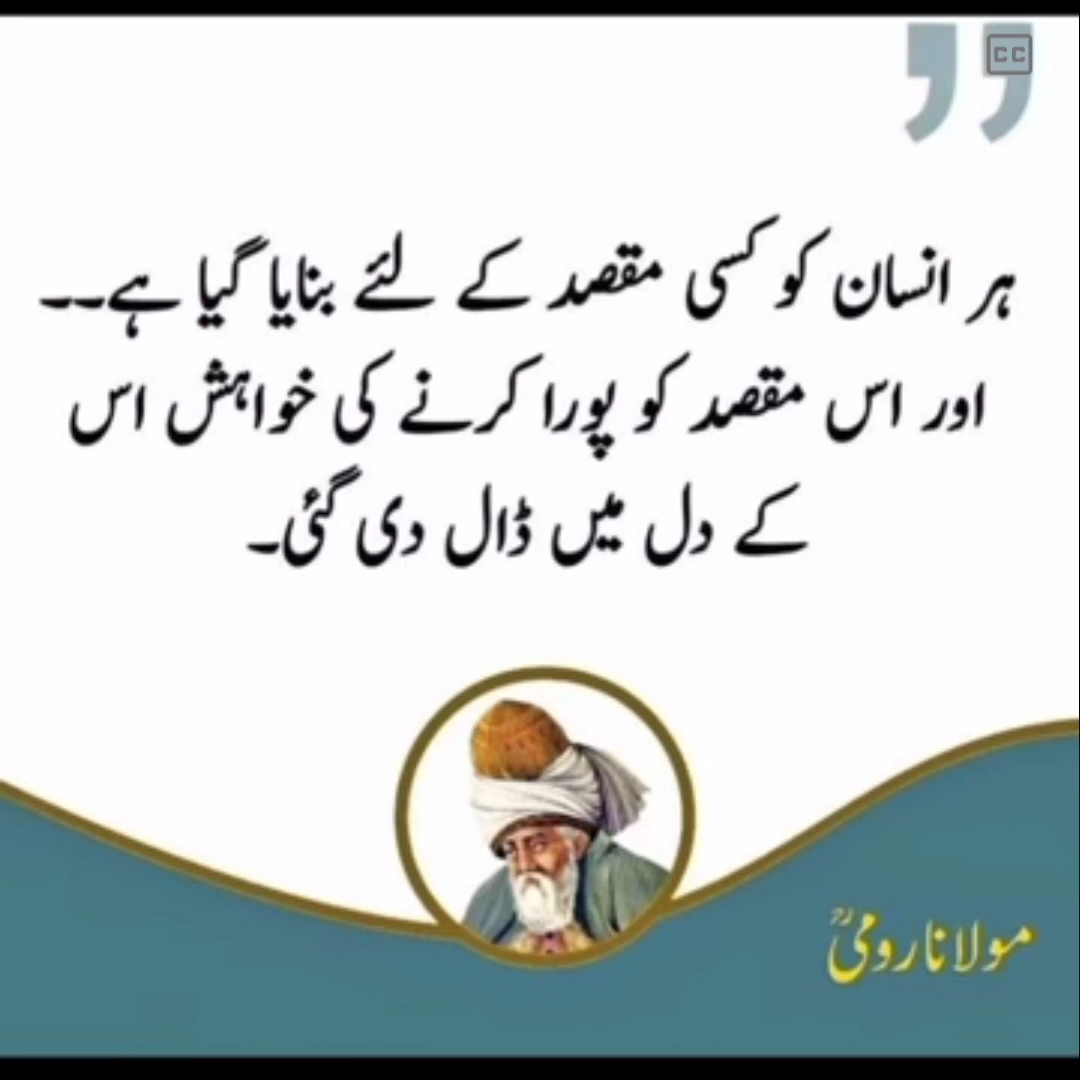 CC
ہر انسان کو کسی مقصد کے لئے بنایا گیا ہے۔۔
اور اس مقصد کو پورا کرنے کی خواہش اس
کے دل میں ڈال دی گئی۔
مولانا رومیؒ